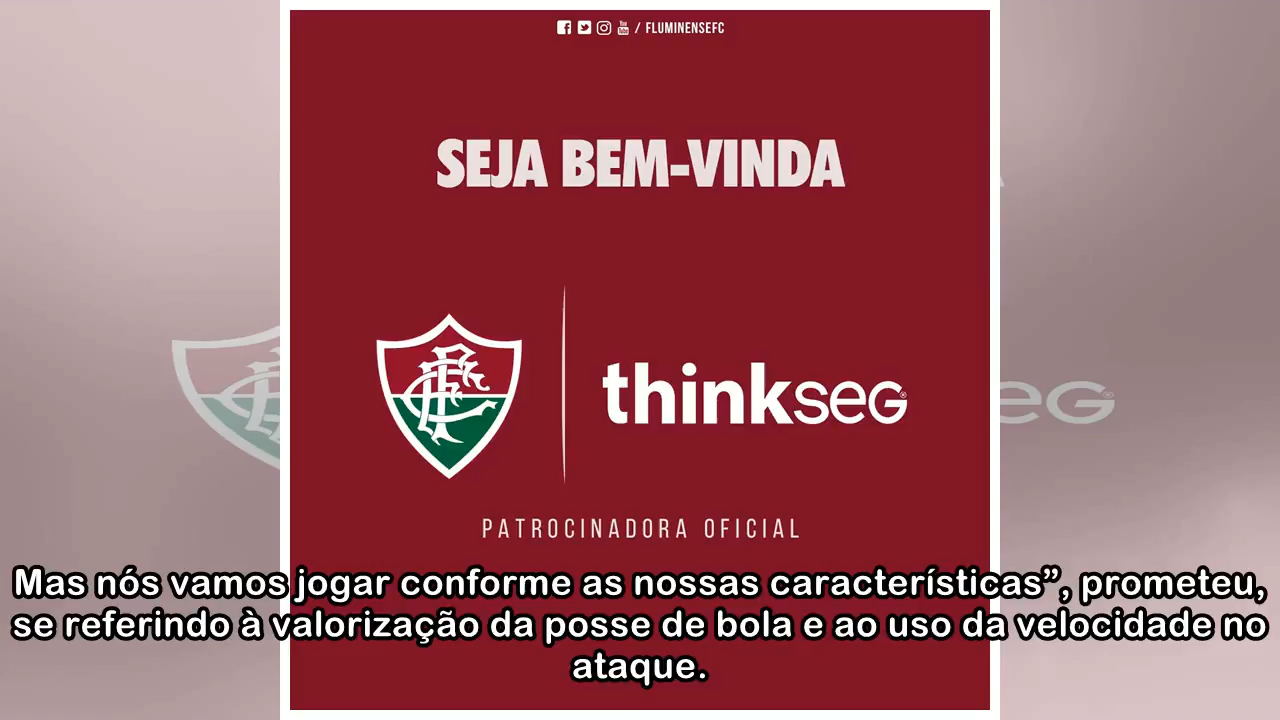 / FLUMINENSEFC
SEJA BEM-VINDA
thinkseg
PATROCINADORA OFICIAL
Mas nós vamos jogar conforme as nossas características”, prometeu,
se referindo à valorização da posse de bola e ao uso da velocidade no
ataque.